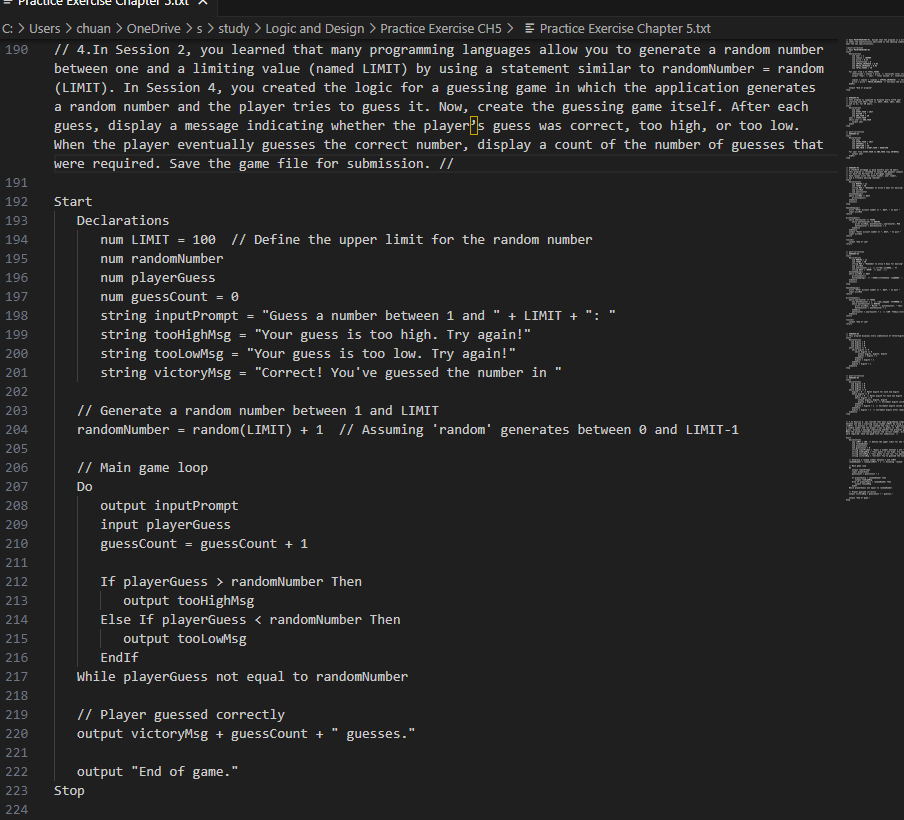 Practice Exercise Chapter 5.txt
C: > Users > chuan > OneDrive > s > study > Logic and Design > Practice Exercise CH5 > Practice Exercise Chapter 5.txt
190 // 4.In Session 2, you learned that many programming languages allow you to generate a random number
between one and a limiting value (named LIMIT) by using a statement similar to randomNumber = random
(LIMIT). In Session 4, you created the logic for a guessing game in which the application generates
a random number and the player tries to guess it. Now, create the guessing game itself. After each
guess, display a message indicating whether the player’s guess was correct, too high, or too low.
When the player eventually guesses the correct number, display a count of the number of guesses that
were required. Save the game file for submission. //
191
192 Start
193 Declarations
194 num LIMIT = 100  // Define the upper limit for the random number
195 num randomNumber
196 num playerGuess
197 num guessCount = 0
198 string inputPrompt = "Guess a number between 1 and " + LIMIT + ": "
199 string tooHighMsg = "Your guess is too high. Try again!"
200 string tooLowMsg = "Your guess is too low. Try again!"
201 string victoryMsg = "Correct! You've guessed the number in "
202
203 // Generate a random number between 1 and LIMIT
204 randomNumber = random(LIMIT) + 1  // Assuming 'random' generates between 0 and LIMIT-1
205
206 // Main game loop
207 Do
208 output inputPrompt
209 input playerGuess
210 guessCount = guessCount + 1
211
212 If playerGuess > randomNumber Then
213 output tooHighMsg
214 Else If playerGuess < randomNumber Then
215 output tooLowMsg
216 EndIf
217 While playerGuess not equal to randomNumber
218
219 // Player guessed correctly
220 output victoryMsg + guessCount + " guesses."
221
222 output "End of game."
223 Stop
224